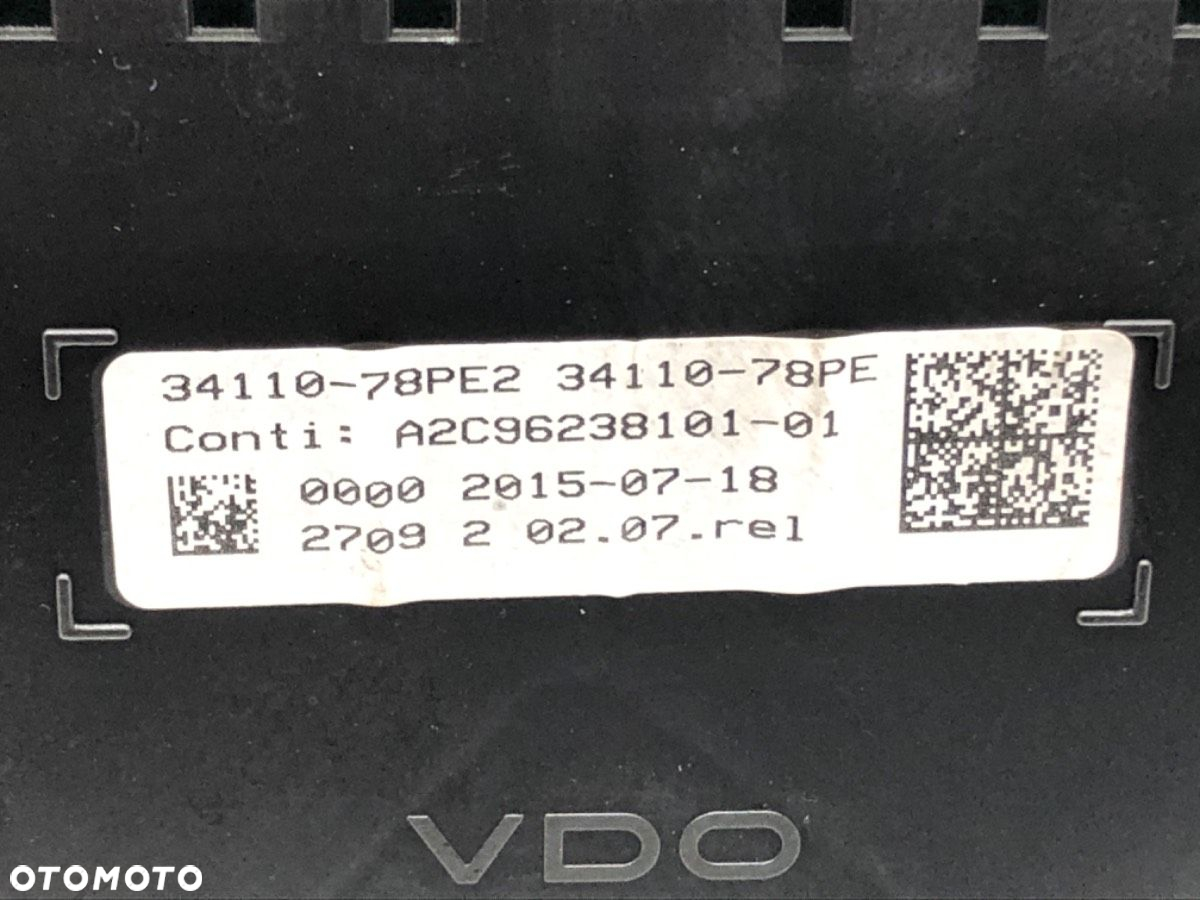 34110-78PE2 34110-78PE
Conti: A2C96238101-01
0000 2015-07-18
2709 2 02.07.rel
VDO
OTOMOTO